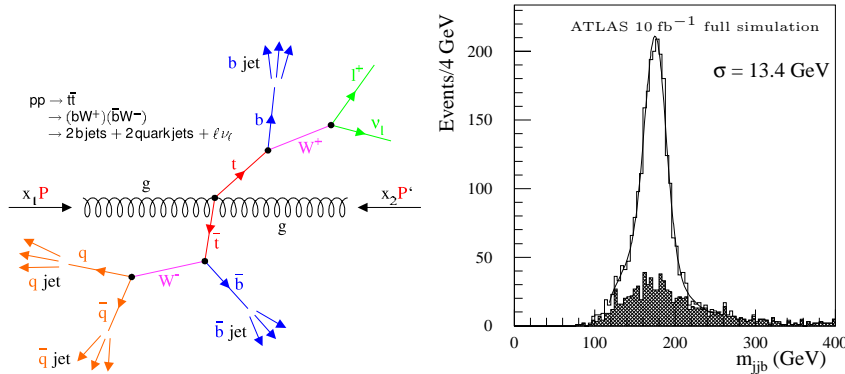 pp → tt̄
→ (bW⁺)(b̄W⁻)
→ 2 b jets + 2 quark jets + ℓ ν_ℓ
b jet
l⁺
b
ν_l
W⁺
t
g
x₁P
x₂P‘
g
t̄
q
W⁻
q jet
b̄
q̄
b̄ jet
q̄ jet
ATLAS 10 fb⁻¹ full simulation
σ = 13.4 GeV
Events/4 GeV
200
150
100
50
0
0 100 200 300 400
m_jjb (GeV)